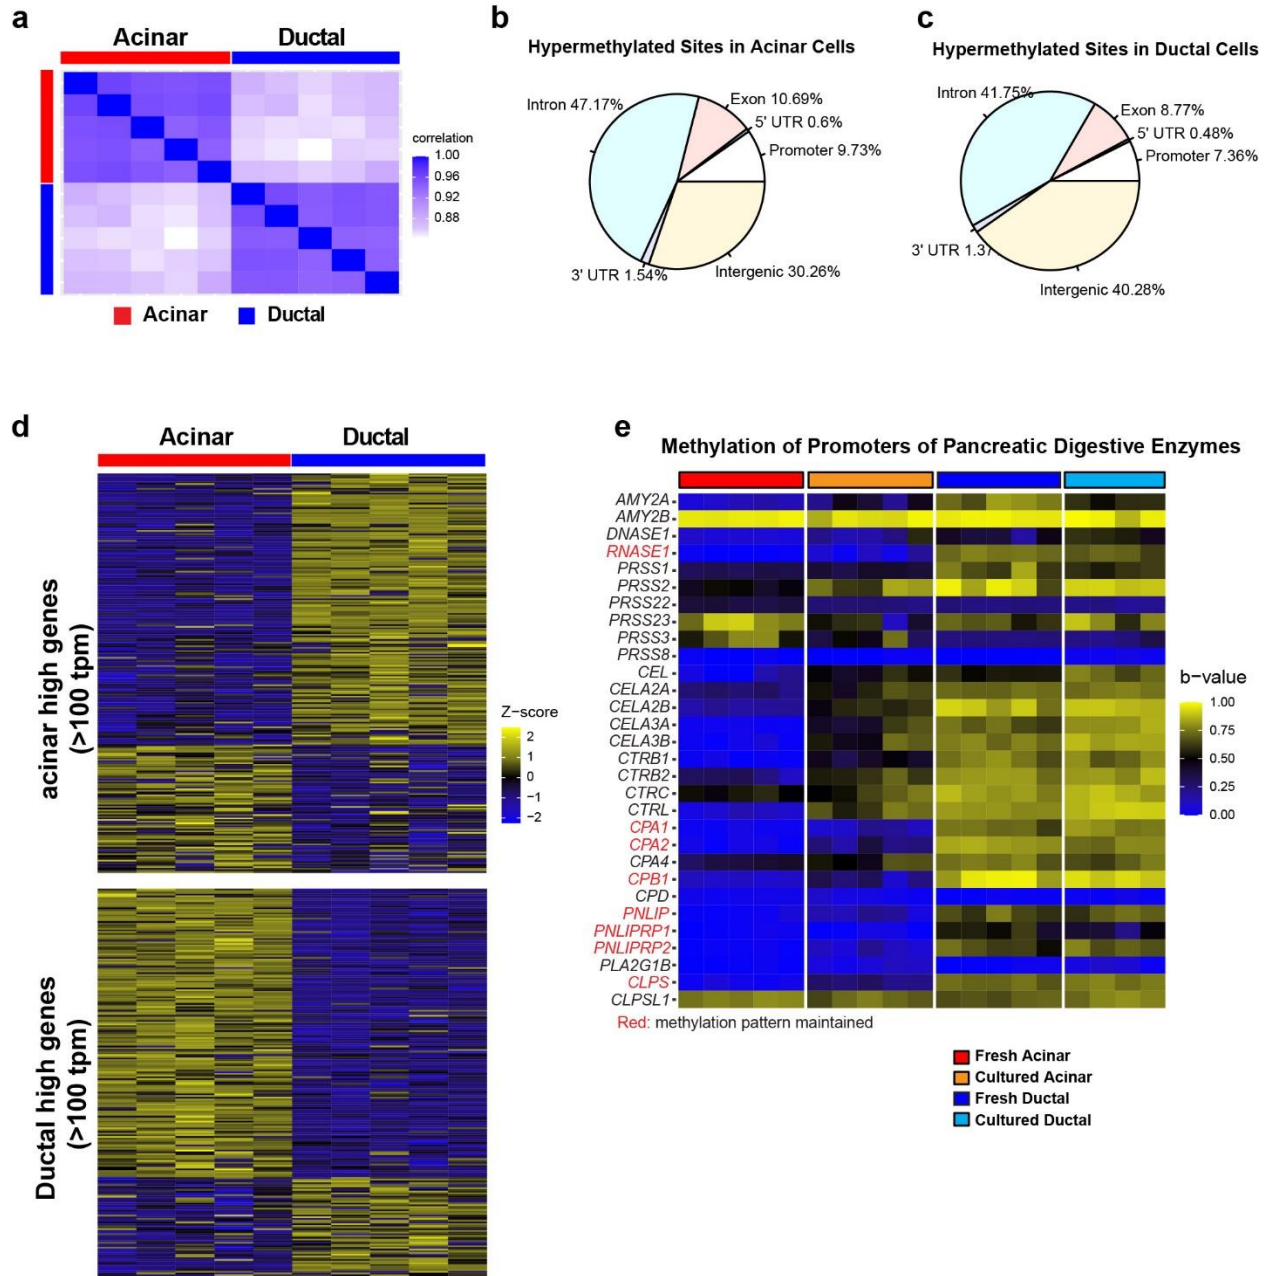 a
Acinar
Ductal
correlation
1.00
0.96
0.92
0.88
Acinar
Ductal
b
Hypermethylated Sites in Acinar Cells
Intron 47.17%
Exon 10.69%
5' UTR 0.6%
Promoter 9.73%
3' UTR 1.54%
Intergenic 30.26%
c
Hypermethylated Sites in Ductal Cells
Intron 41.75%
Exon 8.77%
5' UTR 0.48%
Promoter 7.36%
3' UTR 1.37
Intergenic 40.28%
d
Acinar
Ductal
acinar high genes
(>100 tpm)
Ductal high genes
(>100 tpm)
Z-score
2
1
0
−1
−2
e
Methylation of Promoters of Pancreatic Digestive Enzymes
AMY2A
AMY2B
DNASE1
RNASE1
PRSS1
PRSS2
PRSS22
PRSS23
PRSS3
PRSS8
CEL
CELA2A
CELA2B
CELA3A
CELA3B
CTRB1
CTRB2
CTRC
CTRL
CPA1
CPA2
CPA4
CPB1
CPD
PNLIP
PNLIPRP1
PNLIPRP2
PLA2G1B
CLPS
CLPSL1
b−value
1.00
0.75
0.50
0.25
0.00
Red: methylation pattern maintained
Fresh Acinar
Cultured Acinar
Fresh Ductal
Cultured Ductal